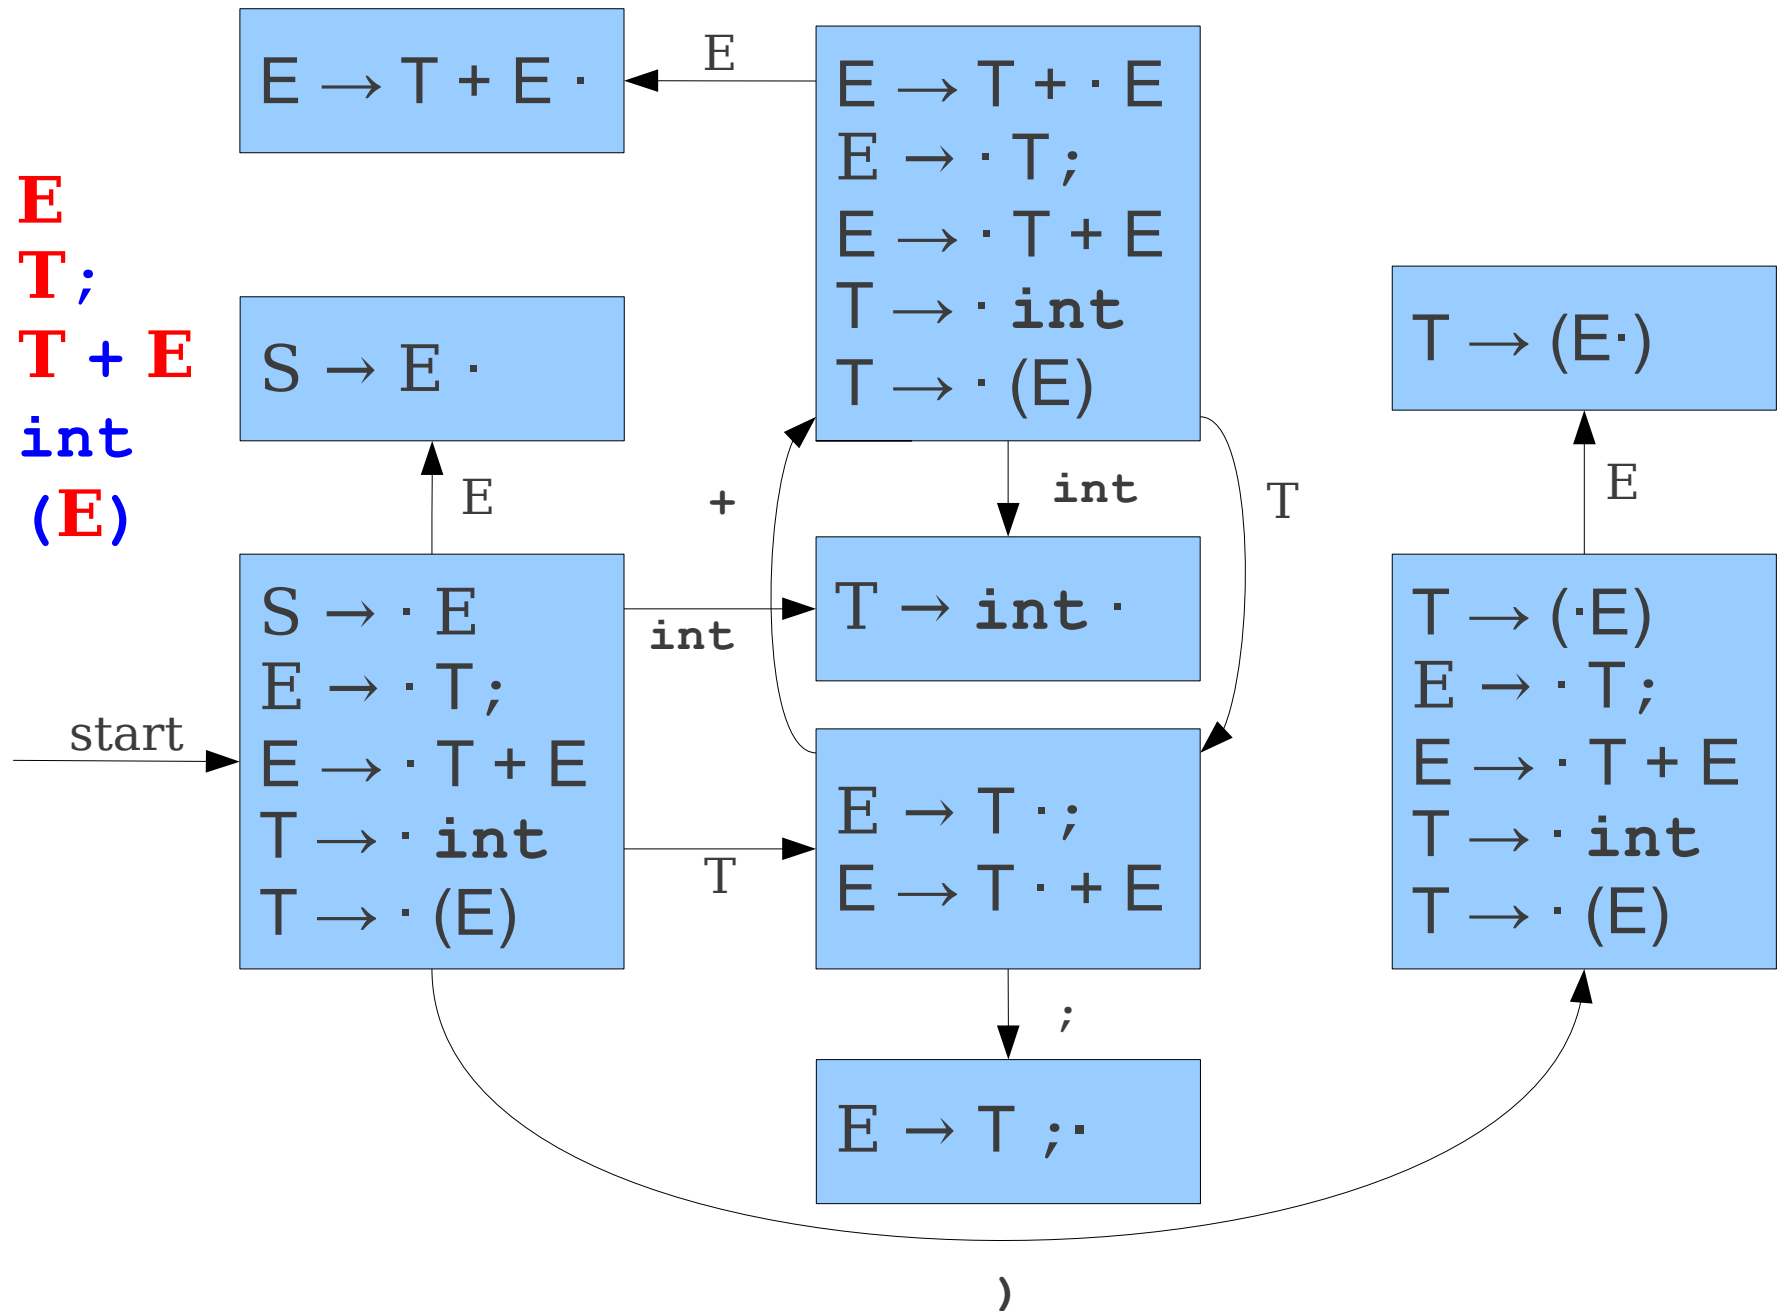 E → T + E ·
E
E → T + · E
E → · T ;
E → · T + E
T → · int
T → · (E)
E
T ;
T + E
int
(E)
S → E ·
T → (E·)
E
+
int
T
E
S → · E
E → · T ;
E → · T + E
T → · int
T → · (E)
start
int
T
T → int ·
E → T · ;
E → T · + E
;
E → T ;·
T → (·E)
E → · T ;
E → · T + E
T → · int
T → · (E)
)